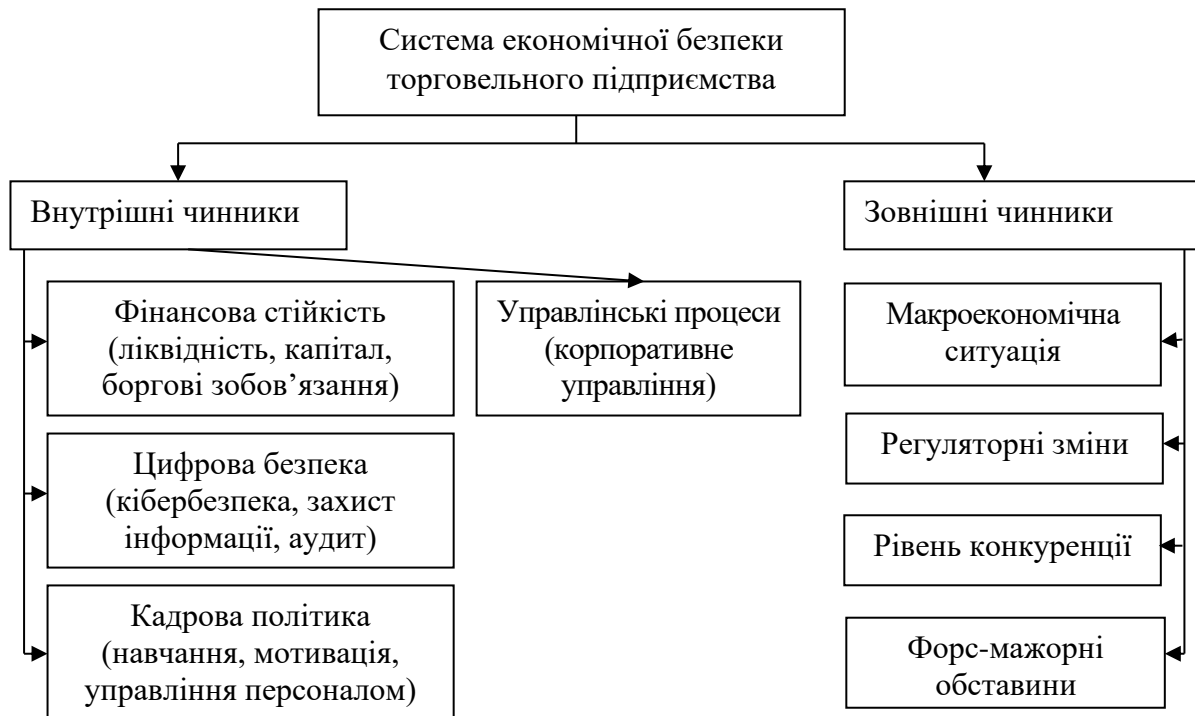 Система економічної безпеки
торговельного підприємства
Внутрішні чинники
Зовнішні чинники
Фінансова стійкість
(ліквідність, капітал,
боргові зобов’язання)
Управлінські процеси
(корпоративне
управління)
Цифрова безпека
(кібербезпека, захист
інформації, аудит)
Кадрова політика
(навчання, мотивація,
управління персоналом)
Макроекономічна
ситуація
Регуляторні зміни
Рівень конкуренції
Форс-мажорні
обставини